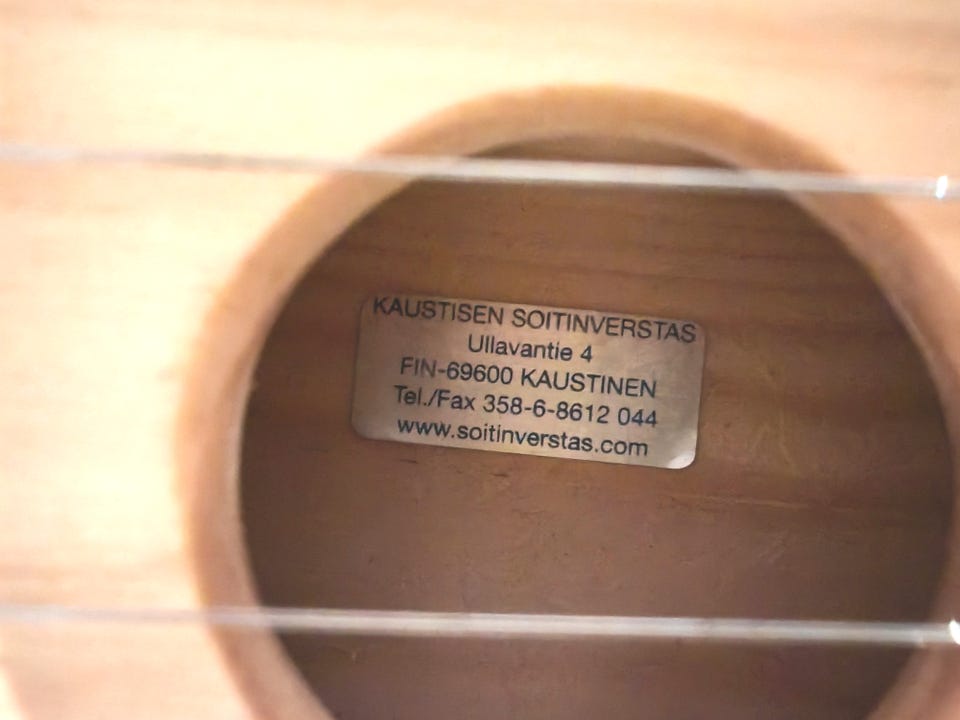 KAUSTISEN SOITINVERSTAS
Ullavantie 4
FIN-69600 KAUSTINEN
Tel./Fax 358-6-8612 044
www.soitinverstas.com